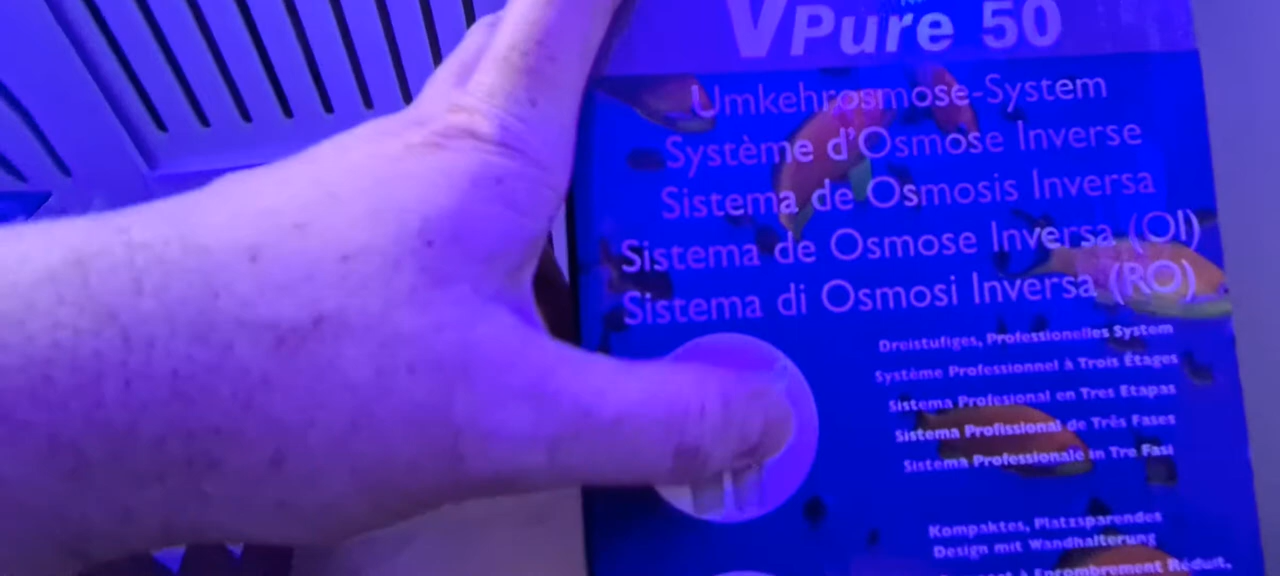 VPure 50
Umkehrosmose-System
Système d'Osmose Inverse
Sistema de Osmosis Inversa
Sistema de Osmose Inversa (OI)
Sistema di Osmosi Inversa (RO)
Dreistufiges, Professionelles System
Système Professionnel à Trois Étages
Sistema Profesional en Tres Etapas
Sistema Profissional de Três Fases
Sistema Professionale in Tre Fasi
Kompaktes, Platzsparendes
Design mit Wandhalterung
à Encombrement Réduit,